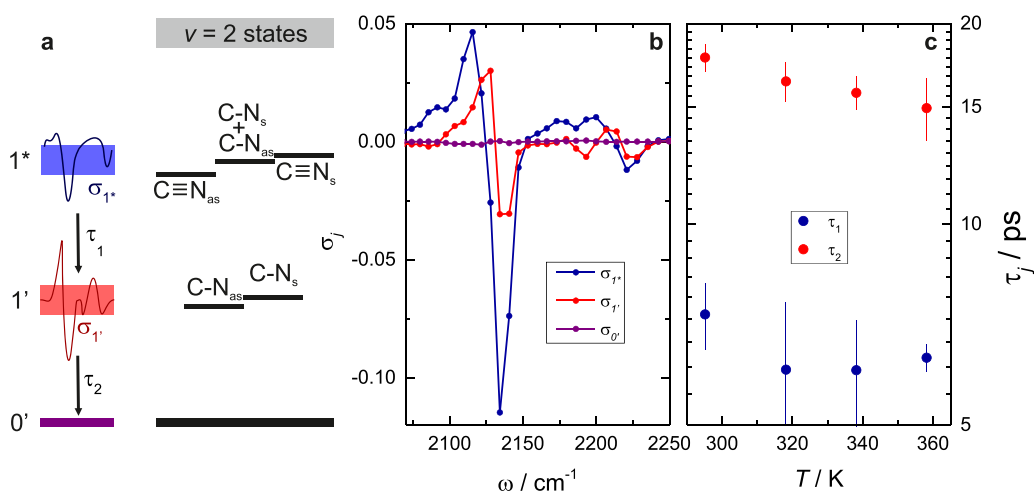 a
v = 2 states
1*
σ1*
τ1
1'
σ1'
τ2
0'
C-Ns
+
C-Nas
C≡Nas
C≡Ns
C-Nas
C-Ns
b
0.05
0.00
-0.05
-0.10
σj
σ1*
σ1'
σ0'
2100
2150
2200
2250
ω / cm-1
c
τ1
τ2
20
15
10
5
τj / ps
300
320
340
360
T / K